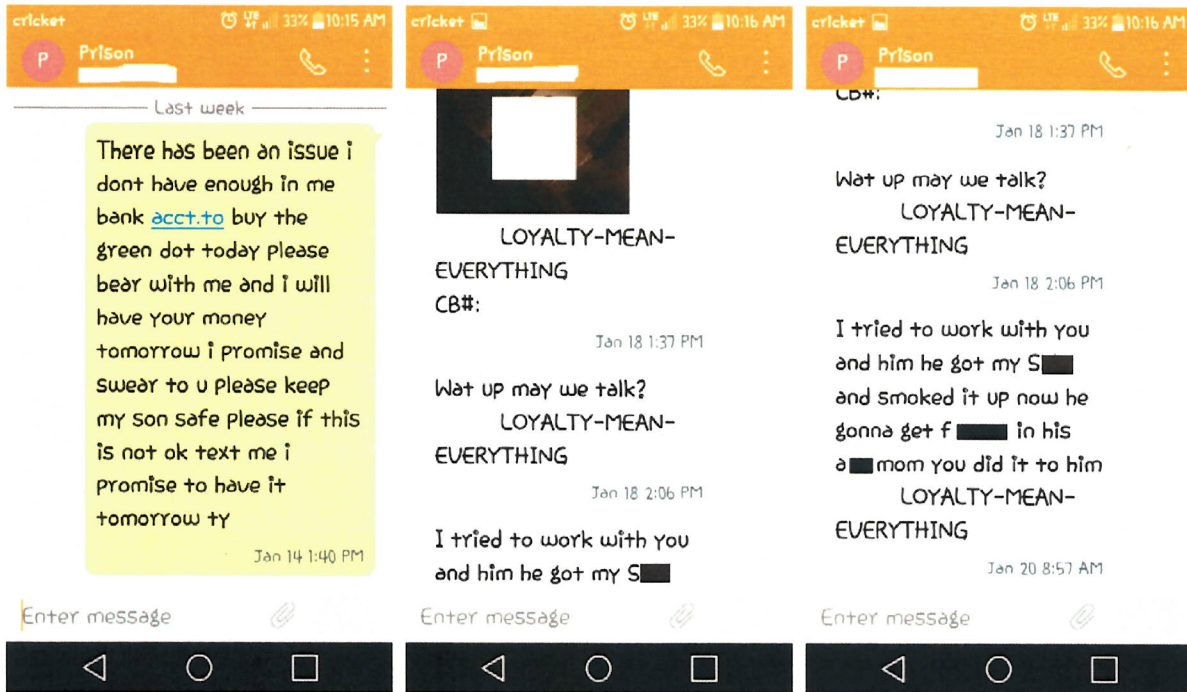 cricket LTE 33% 10:15 AM
P Prison
Last week
There has been an issue i
dont have enough in me
bank acct.to buy the
green dot today please
bear with me and i will
have your money
tomorrow i promise and
swear to u please keep
my son safe please if this
is not ok text me i
promise to have it
tomorrow ty
Jan 14 1:40 PM
Enter message
cricket LTE 33% 10:16 AM
P Prison
LOYALTY-MEAN-
EVERYTHING
CB#:
Jan 18 1:37 PM
Wat up may we talk?
LOYALTY-MEAN-
EVERYTHING
Jan 18 2:06 PM
I tried to work with you
and him he got my S
Enter message
cricket LTE 33% 10:16 AM
P Prison
CB#:
Jan 18 1:37 PM
Wat up may we talk?
LOYALTY-MEAN-
EVERYTHING
Jan 18 2:06 PM
I tried to work with you
and him he got my S
and smoked it up now he
gonna get f in his
a mom you did it to him
LOYALTY-MEAN-
EVERYTHING
Jan 20 8:57 AM
Enter message